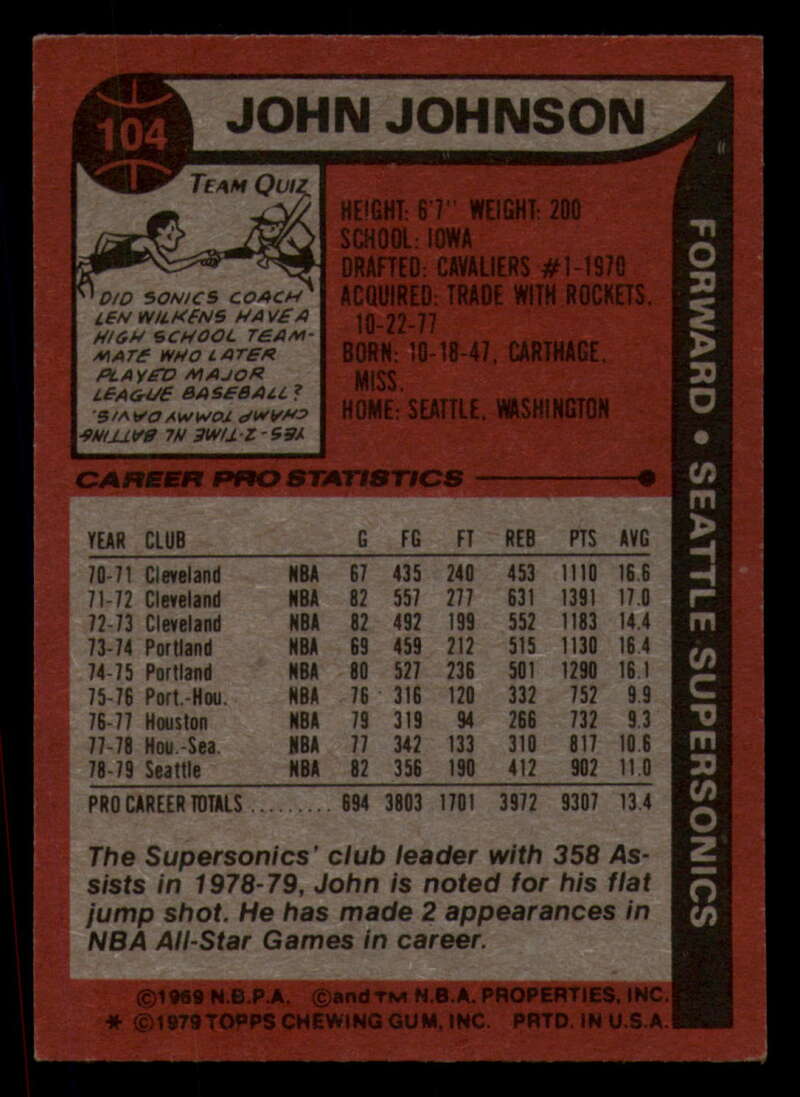 104
JOHN JOHNSON
TEAM QUIZ
DID SONICS COACH
LEN WILKENS HAVE A
HIGH SCHOOL TEAM-
MATE WHO LATER
PLAYED MAJOR
LEAGUE BASEBALL?
YES-2-TIME NL BATTING
CHAMP TOMMY DAVIS.
HEIGHT: 6'7" WEIGHT: 200
SCHOOL: IOWA
DRAFTED: CAVALIERS #1-1970
ACQUIRED: TRADE WITH ROCKETS,
10-22-77
BORN: 10-18-47, CARTHAGE,
MISS.
HOME: SEATTLE, WASHINGTON
FORWARD • SEATTLE SUPERSONICS
CAREER PRO STATISTICS
YEAR CLUB G FG FT REB PTS AVG
70-71 Cleveland NBA 67 435 240 453 1110 16.6
71-72 Cleveland NBA 82 557 277 631 1391 17.0
72-73 Cleveland NBA 82 492 199 552 1183 14.4
73-74 Portland NBA 69 459 212 515 1130 16.4
74-75 Portland NBA 80 527 236 501 1290 16.1
75-76 Port.-Hou. NBA 76 316 120 332 752 9.9
76-77 Houston NBA 79 319 94 266 732 9.3
77-78 Hou.-Sea. NBA 77 342 133 310 817 10.6
78-79 Seattle NBA 82 356 190 412 902 11.0
PRO CAREER TOTALS .......... 694 3803 1701 3972 9307 13.4
The Supersonics' club leader with 358 As-
sists in 1978-79, John is noted for his flat
jump shot. He has made 2 appearances in
NBA All-Star Games in career.
©1969 N.B.P.A. ©and TM N.B.A. PROPERTIES, INC.
* ©1979 TOPPS CHEWING GUM, INC. PRTD. IN U.S.A.